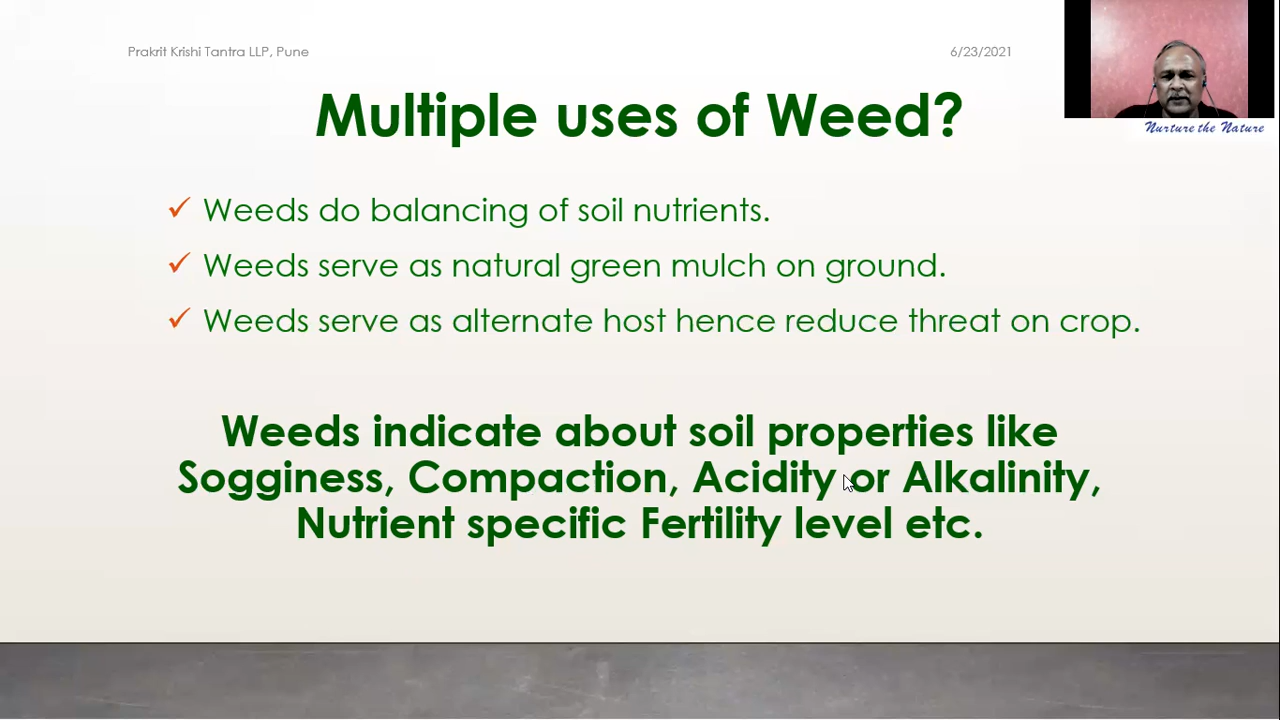 Prakrit Krishi Tantra LLP, Pune
6/23/2021
Nurture the Nature
Multiple uses of Weed?
✓ Weeds do balancing of soil nutrients.
✓ Weeds serve as natural green mulch on ground.
✓ Weeds serve as alternate host hence reduce threat on crop.
Weeds indicate about soil properties like
Sogginess, Compaction, Acidity or Alkalinity,
Nutrient specific Fertility level etc.